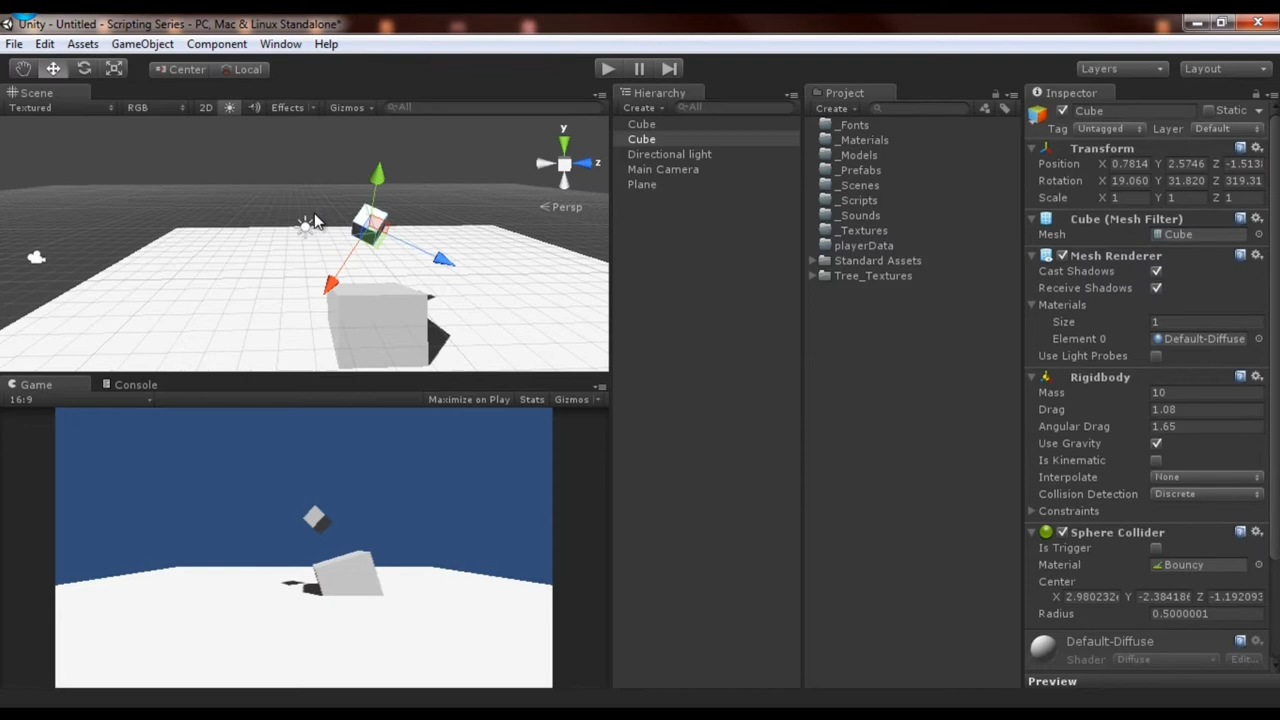 Unity - Untitled - Scripting Series - PC, Mac & Linux Standalone*
File Edit Assets GameObject Component Window Help
Center Local Layers Layout
Scene
Textured RGB 2D Effects Gizmos All
y
z
Persp
Game Console
16:9 Maximize on Play Stats Gizmos
Hierarchy
Create All
Cube
Cube
Directional light
Main Camera
Plane
Project
Create
_Fonts
_Materials
_Models
_Prefabs
_Scenes
_Scripts
_Sounds
_Textures
playerData
Standard Assets
Tree_Textures
Inspector
Cube Static
Tag Untagged Layer Default
Transform
Position X 0.7814 Y 2.5746 Z -1.513
Rotation X 19.060 Y 31.820 Z 319.31
Scale X 1 Y 1 Z 1
Cube (Mesh Filter)
Mesh Cube
Mesh Renderer
Cast Shadows
Receive Shadows
Materials
Size 1
Element 0 Default-Diffuse
Use Light Probes
Rigidbody
Mass 10
Drag 1.08
Angular Drag 1.65
Use Gravity
Is Kinematic
Interpolate None
Collision Detection Discrete
Constraints
Sphere Collider
Is Trigger
Material Bouncy
Center
X 2.980232 Y -2.38418 Z -1.192093
Radius 0.5000001
Default-Diffuse
Shader Diffuse Edit...
Preview